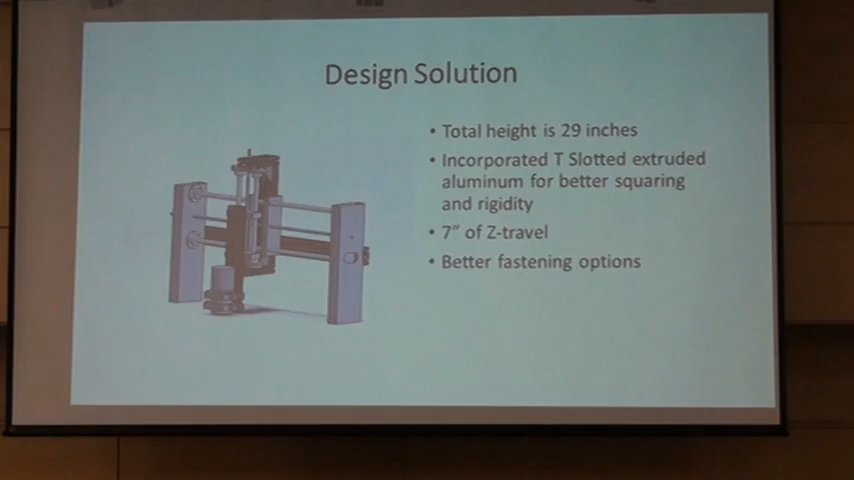 Design Solution
• Total height is 29 inches
• Incorporated T Slotted extruded
aluminum for better squaring
and rigidity
• 7" of Z-travel
• Better fastening options